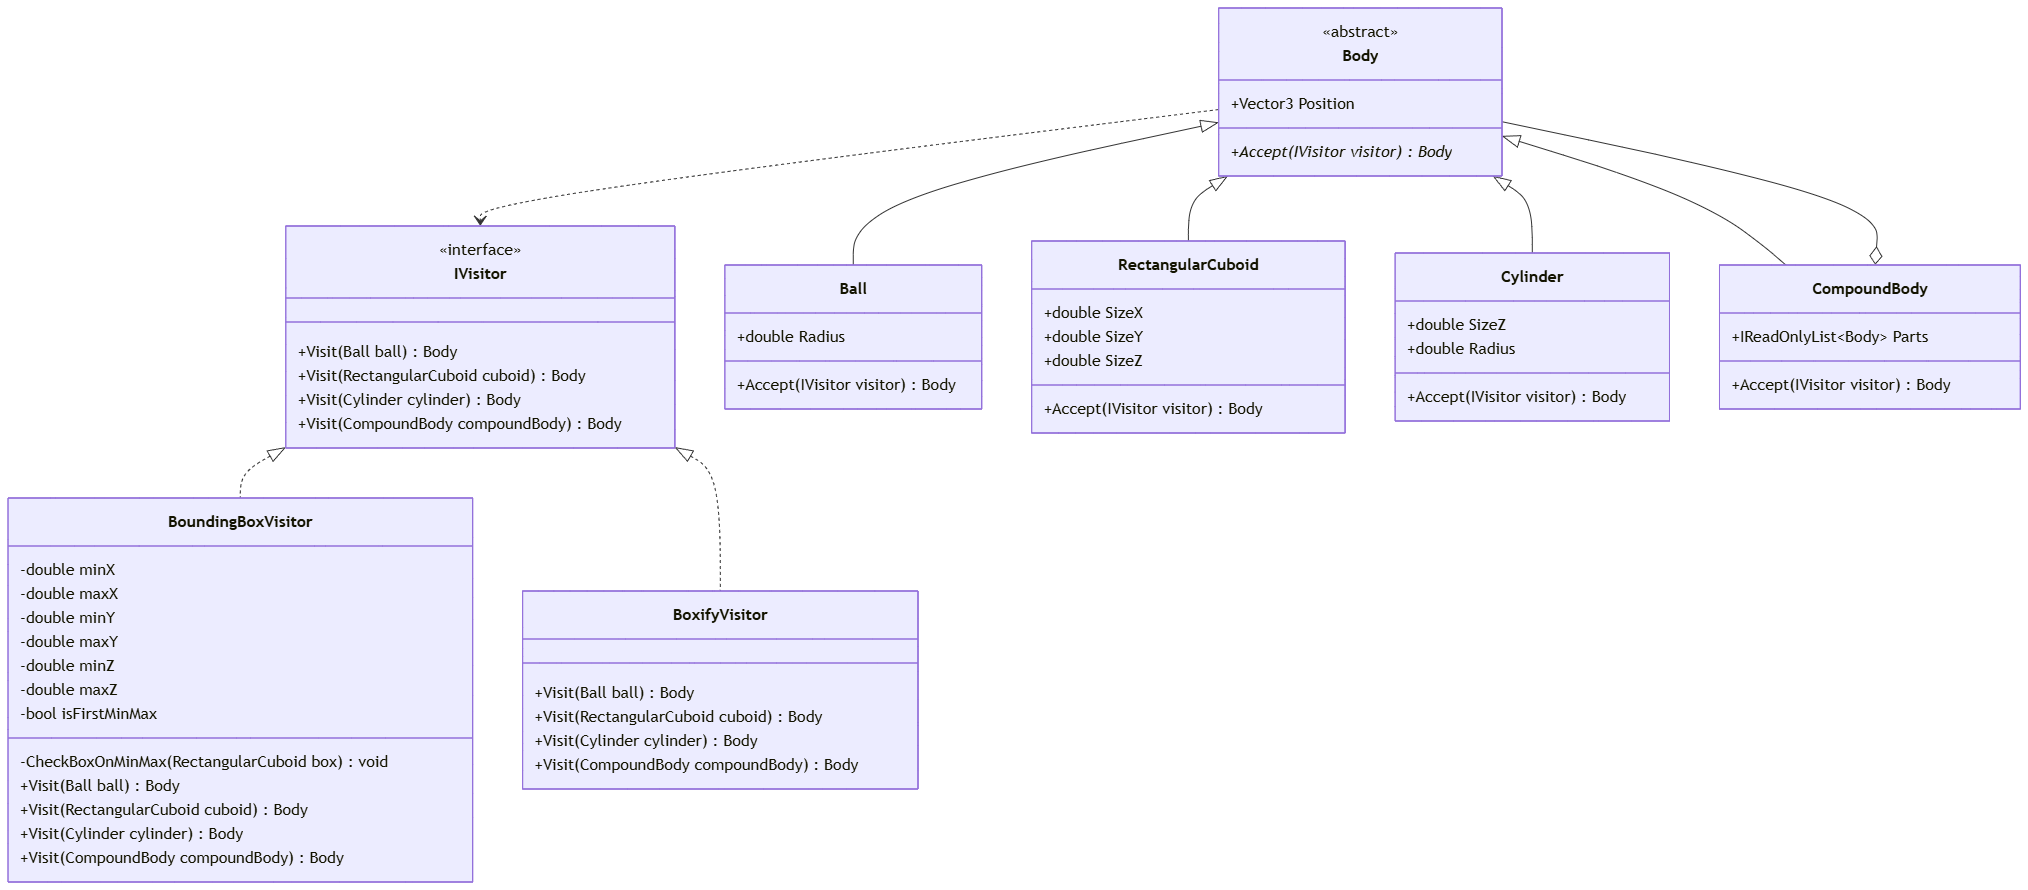 «abstract»
Body
+Vector3 Position
+Accept(IVisitor visitor) : Body
«interface»
IVisitor
+Visit(Ball ball) : Body
+Visit(RectangularCuboid cuboid) : Body
+Visit(Cylinder cylinder) : Body
+Visit(CompoundBody compoundBody) : Body
Ball
+double Radius
+Accept(IVisitor visitor) : Body
RectangularCuboid
+double SizeX
+double SizeY
+double SizeZ
+Accept(IVisitor visitor) : Body
Cylinder
+double SizeZ
+double Radius
+Accept(IVisitor visitor) : Body
CompoundBody
+IReadOnlyList<Body> Parts
+Accept(IVisitor visitor) : Body
BoundingBoxVisitor
-double minX
-double maxX
-double minY
-double maxY
-double minZ
-double maxZ
-bool isFirstMinMax
-CheckBoxOnMinMax(RectangularCuboid box) : void
+Visit(Ball ball) : Body
+Visit(RectangularCuboid cuboid) : Body
+Visit(Cylinder cylinder) : Body
+Visit(CompoundBody compoundBody) : Body
BoxifyVisitor
+Visit(Ball ball) : Body
+Visit(RectangularCuboid cuboid) : Body
+Visit(Cylinder cylinder) : Body
+Visit(CompoundBody compoundBody) : Body